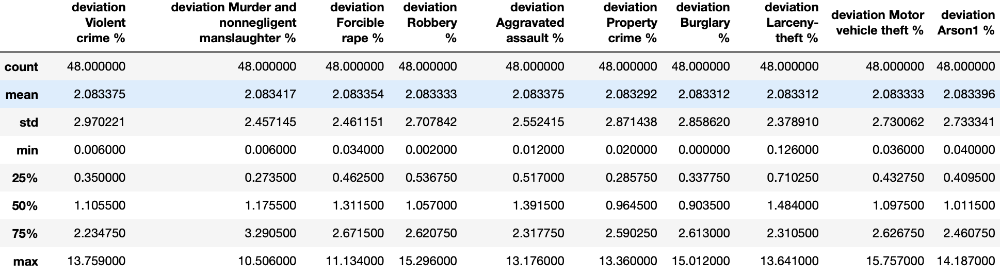 deviation Violent crime % deviation Murder and nonnegligent manslaughter % deviation Forcible rape % deviation Robbery % deviation Aggravated assault % deviation Property crime % deviation Burglary % deviation Larceny-theft % deviation Motor vehicle theft % deviation Arson1 %
count 48.000000 48.000000 48.000000 48.000000 48.000000 48.000000 48.000000 48.000000 48.000000 48.000000
mean 2.083375 2.083417 2.083354 2.083333 2.083375 2.083292 2.083312 2.083312 2.083333 2.083396
std 2.970221 2.457145 2.461151 2.707842 2.552415 2.871438 2.858620 2.378910 2.730062 2.733341
min 0.006000 0.006000 0.034000 0.002000 0.012000 0.020000 0.000000 0.126000 0.036000 0.040000
25% 0.350000 0.273500 0.462500 0.536750 0.517000 0.285750 0.337750 0.710250 0.432750 0.409500
50% 1.105500 1.175500 1.311500 1.057000 1.391500 0.964500 0.903500 1.484000 1.097500 1.011500
75% 2.234750 3.290500 2.671500 2.620750 2.317750 2.590250 2.613000 2.310500 2.626750 2.460750
max 13.759000 10.506000 11.134000 15.296000 13.176000 13.360000 15.012000 13.641000 15.757000 14.187000